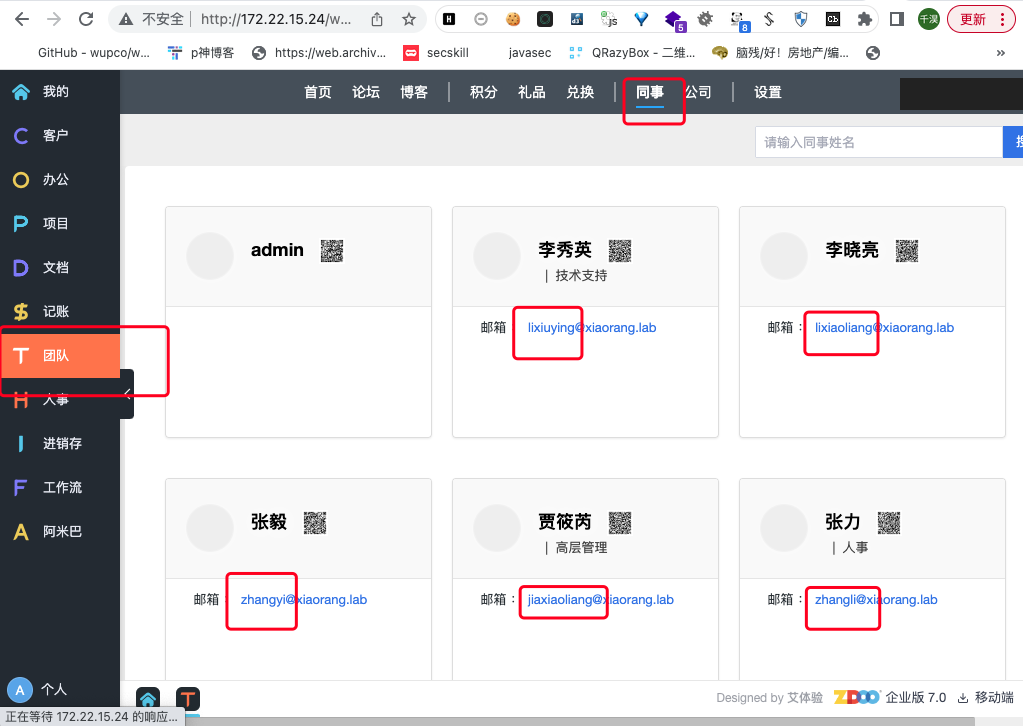 不安全 http://172.22.15.24/w... JS Cb 千溪 更新
5 8
GitHub - wupco/w... p神博客 https://web.archiv... secskill javasec QRazyBox - 二维... 脑残/好! 房地产/编... »
我的
首页 论坛 博客 积分 礼品 兑换 同事 公司 设置
C 客户
请输入同事姓名
O 办公
P 项目
D 文档
$ 记账
T 团队
H 人事
J 进销存
F 工作流
A 阿米巴
admin
李秀英
| 技术支持
邮箱: lixiuying@xiaorang.lab
李晓亮
邮箱: lixiaoliang@xiaorang.lab
张毅
邮箱: zhangyi@xiaorang.lab
贾筱芮
| 高层管理
邮箱: jiaxiaoliang@xiaorang.lab
张力
| 人事
邮箱: zhangli@xiaorang.lab
A 个人
T
Designed by 艾体验 ZDOO 企业版 7.0 移动端
正在等待 172.22.15.24 的响应...